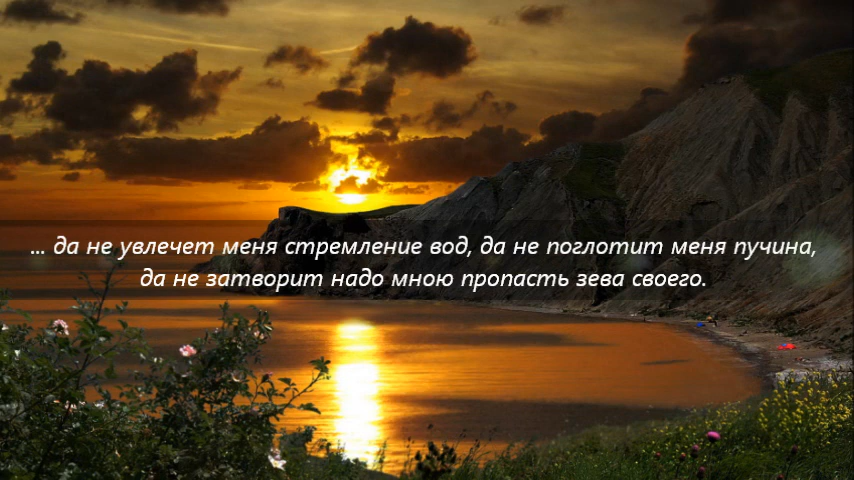 ... да не увлечет меня стремление вод, да не поглотит меня пучина,
да не затворит надо мною пропасть зева своего.